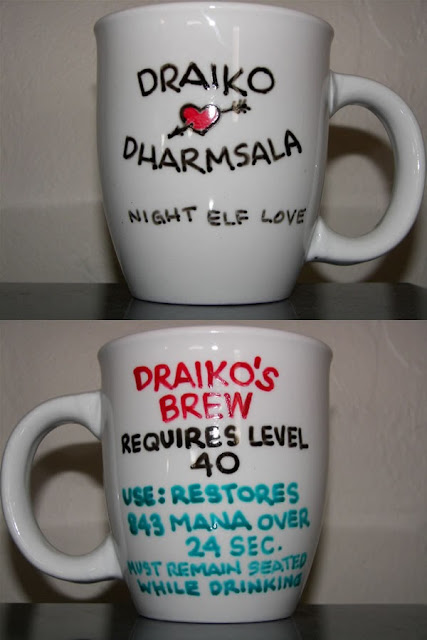 DRAIKO
DHARMSALA
NIGHT ELF LOVE
DRAIKO'S
BREW
REQUIRES LEVEL
40
USE: RESTORES
843 MANA OVER
24 SEC.
MUST REMAIN SEATED
WHILE DRINKING